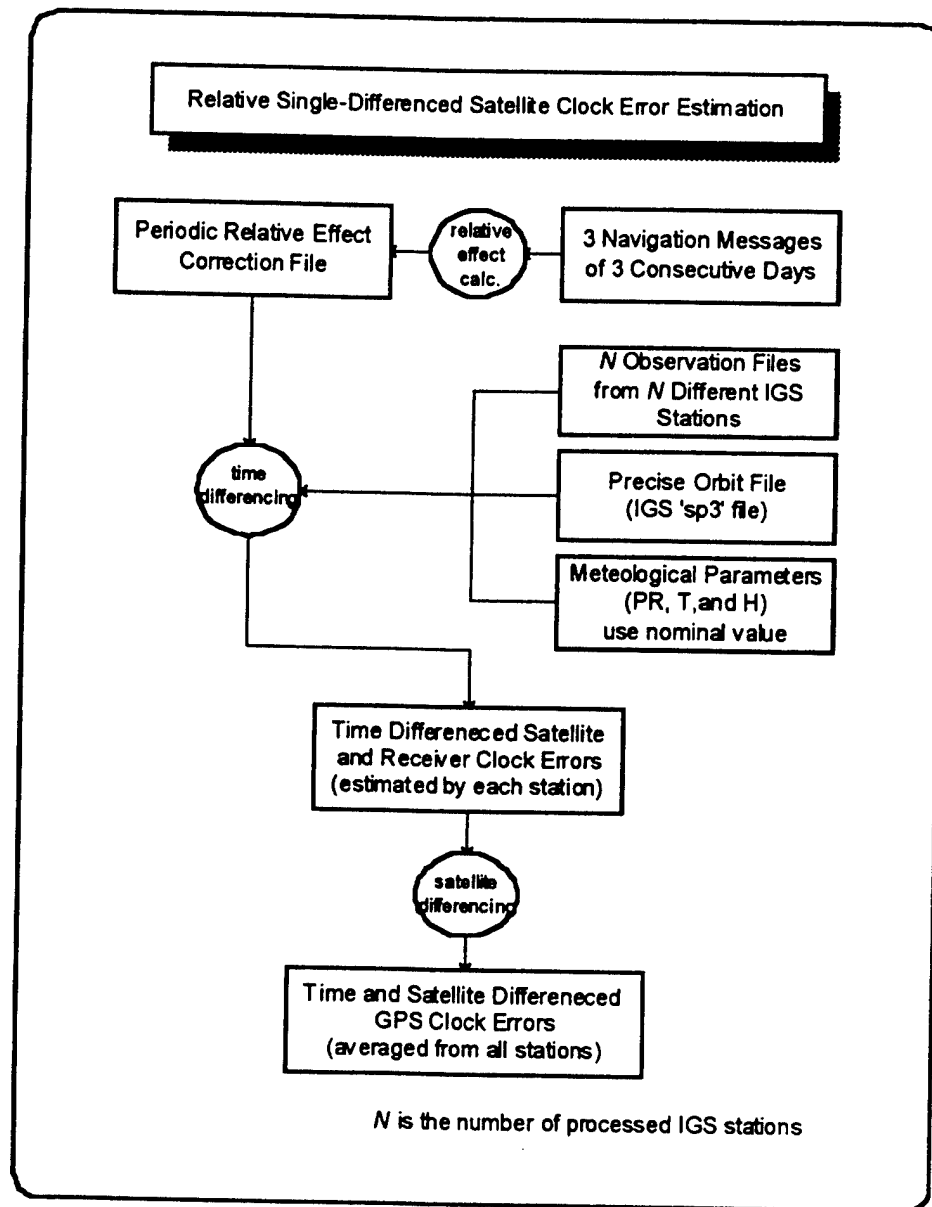 Relative Single-Differenced Satellite Clock Error Estimation
Periodic Relative Effect
Correction File
relative
effect
calc.
3 Navigation Messages
of 3 Consecutive Days
N Observation Files
from N Different IGS
Stations
time
differencing
Precise Orbit File
(IGS 'sp3' file)
Meteological Parameters
(PR, T,and H)
use nominal value
Time Differeneced Satellite
and Receiver Clock Errors
(estimated by each station)
satellite
differencing
Time and Satellite Differeneced
GPS Clock Errors
(averaged from all stations)
N is the number of processed IGS stations